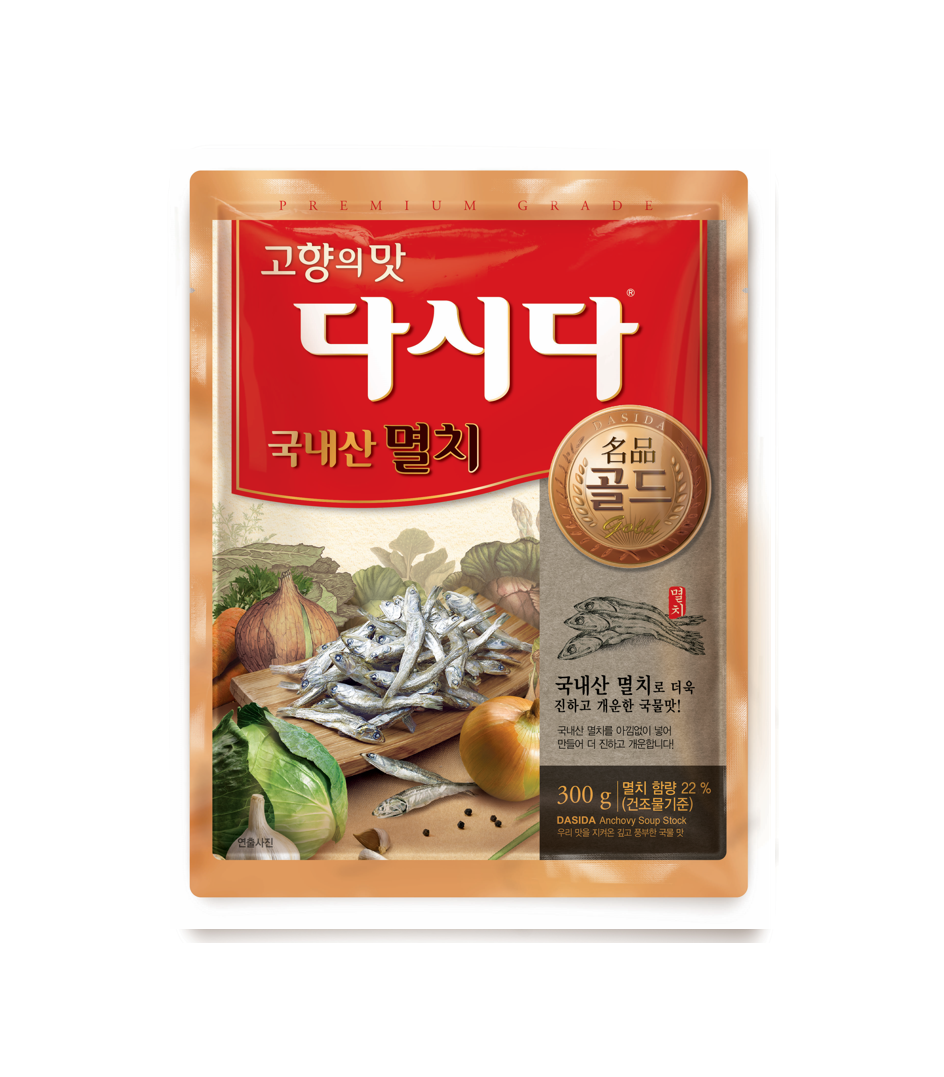 PREMIUM GRADE
고향의 맛
다시다®
국내산 멸치
DASIDA
名品
골드
Gold
멸치
국내산 멸치로 더욱
진하고 개운한 국물맛!
국내산 멸치를 아낌없이 넣어
만들어 더 진하고 개운합니다!
300 g
멸치 함량 22 %
(건조물기준)
DASIDA Anchovy Soup Stock
우리 맛을 지켜온 깊고 풍부한 국물 맛
연출사진